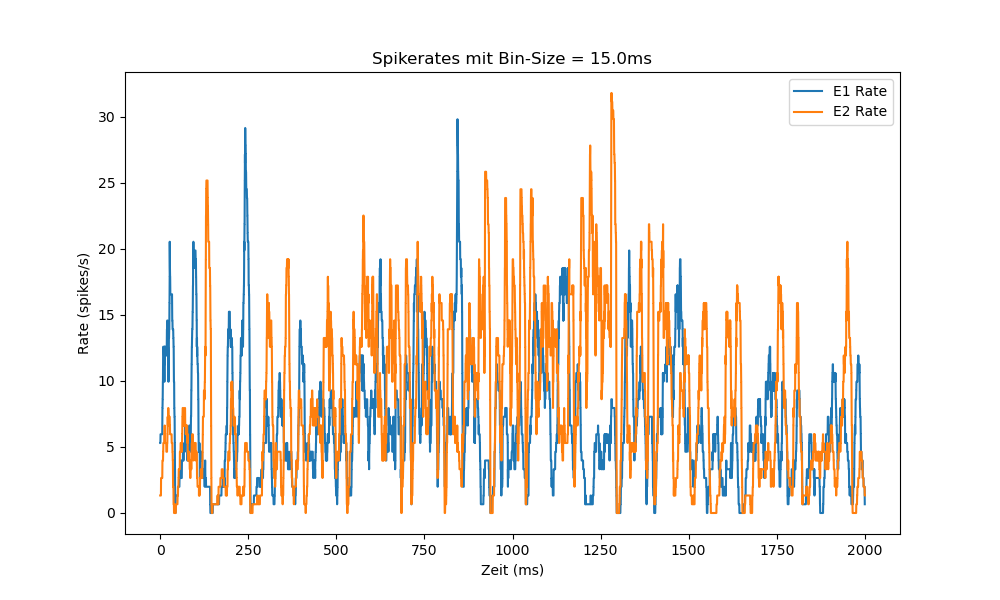 Spikerates mit Bin-Size = 15.0ms
E1 Rate
E2 Rate
Rate (spikes/s)
30
25
20
15
10
5
0
0 250 500 750 1000 1250 1500 1750 2000
Zeit (ms)